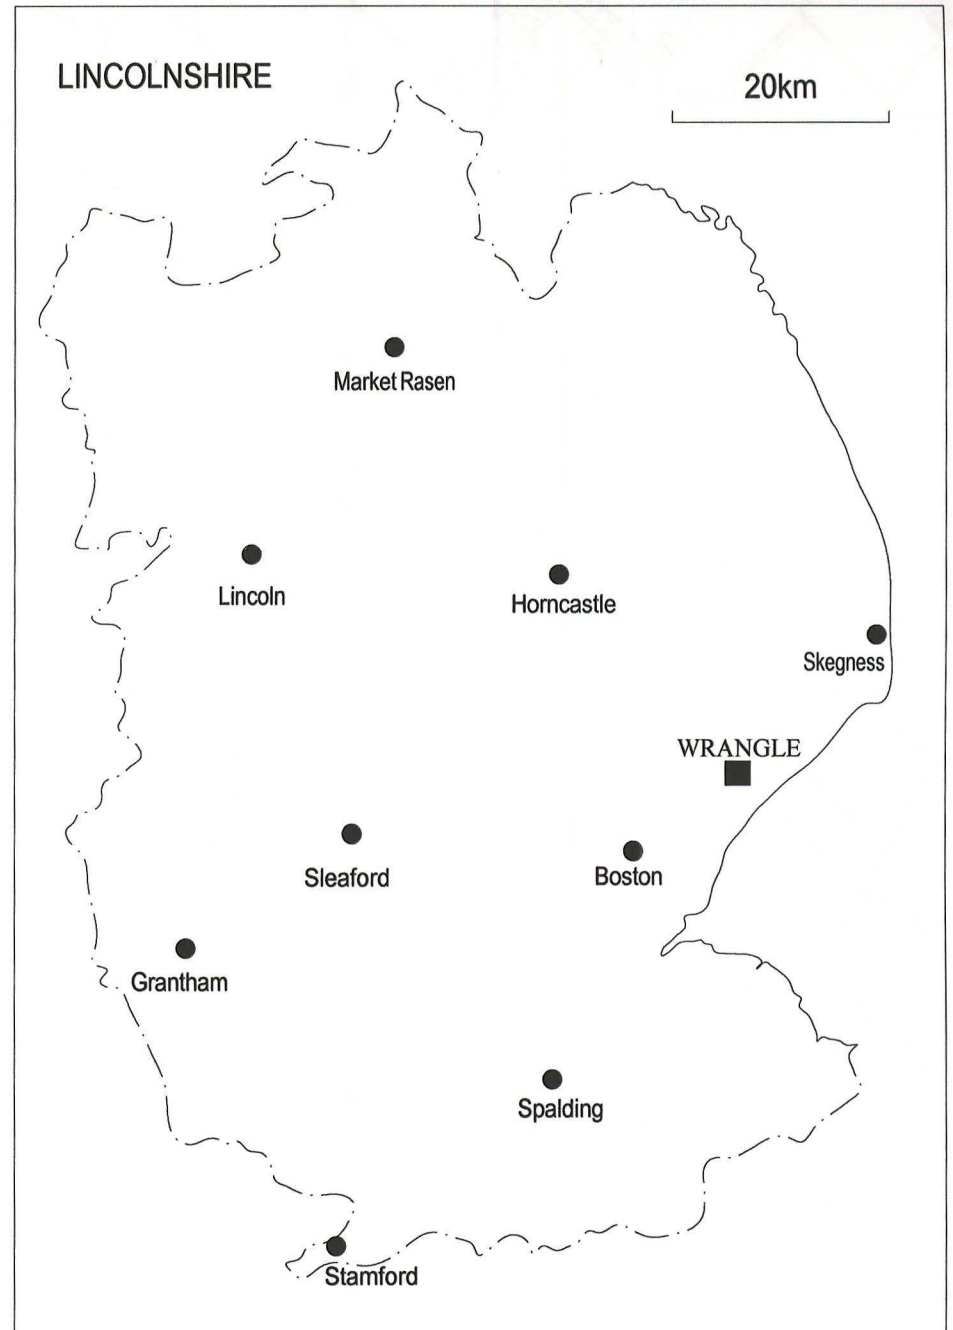 LINCOLNSHIRE
20km
Market Rasen
Lincoln
Horncastle
Skegness
WRANGLE
Sleaford
Boston
Grantham
Spalding
Stamford